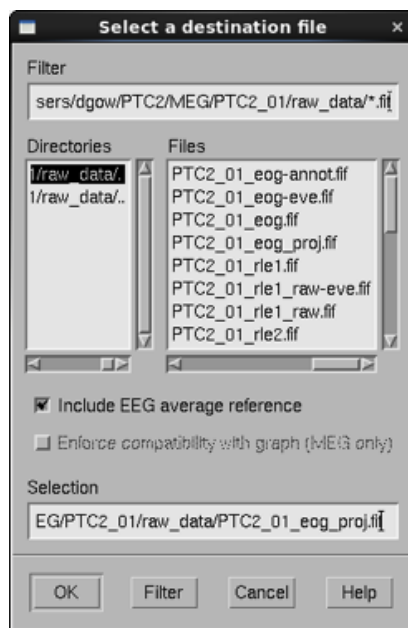 Select a destination file
Filter
sers/dgow/PTC2/MEG/PTC2_01/raw_data/*.fif
Directories
Files
1/raw_data/.
1/raw_data/..
PTC2_01_eog-annot.fif
PTC2_01_eog-eve.fif
PTC2_01_eog.fif
PTC2_01_eog_proj.fif
PTC2_01_rle1.fif
PTC2_01_rle1_raw-eve.fif
PTC2_01_rle1_raw.fif
PTC2_01_rle2.fif
Include EEG average reference
Enforce compatibility with graph (MEG only)
Selection
EG/PTC2_01/raw_data/PTC2_01_eog_proj.fif
OK Filter Cancel Help